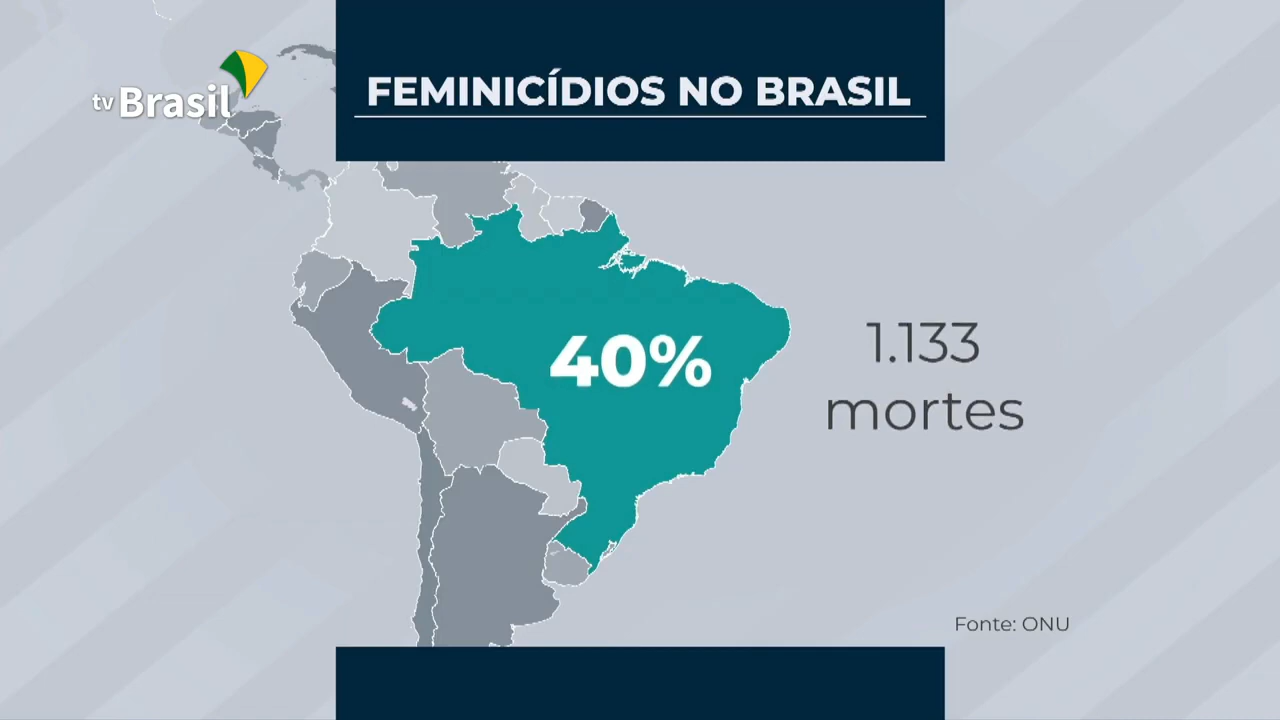 tv Brasil
FEMINICÍDIOS NO BRASIL
40%
1.133
mortes
Fonte: ONU